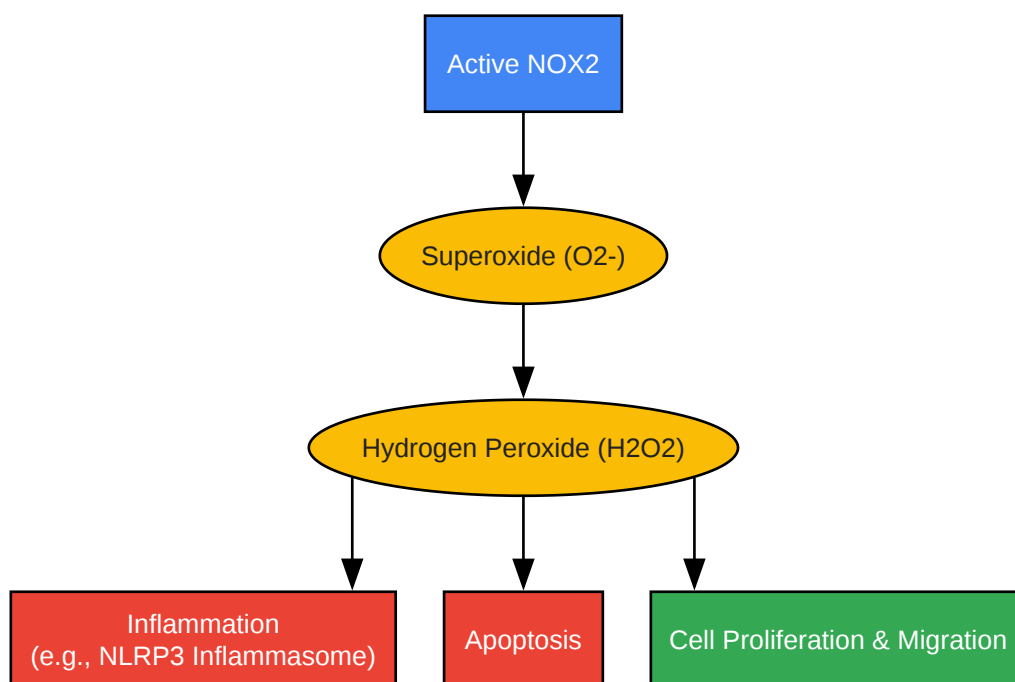 Active NOX2
Superoxide (O2-)
Hydrogen Peroxide (H2O2)
Inflammation
(e.g., NLRP3 Inflammasome)
Apoptosis
Cell Proliferation & Migration